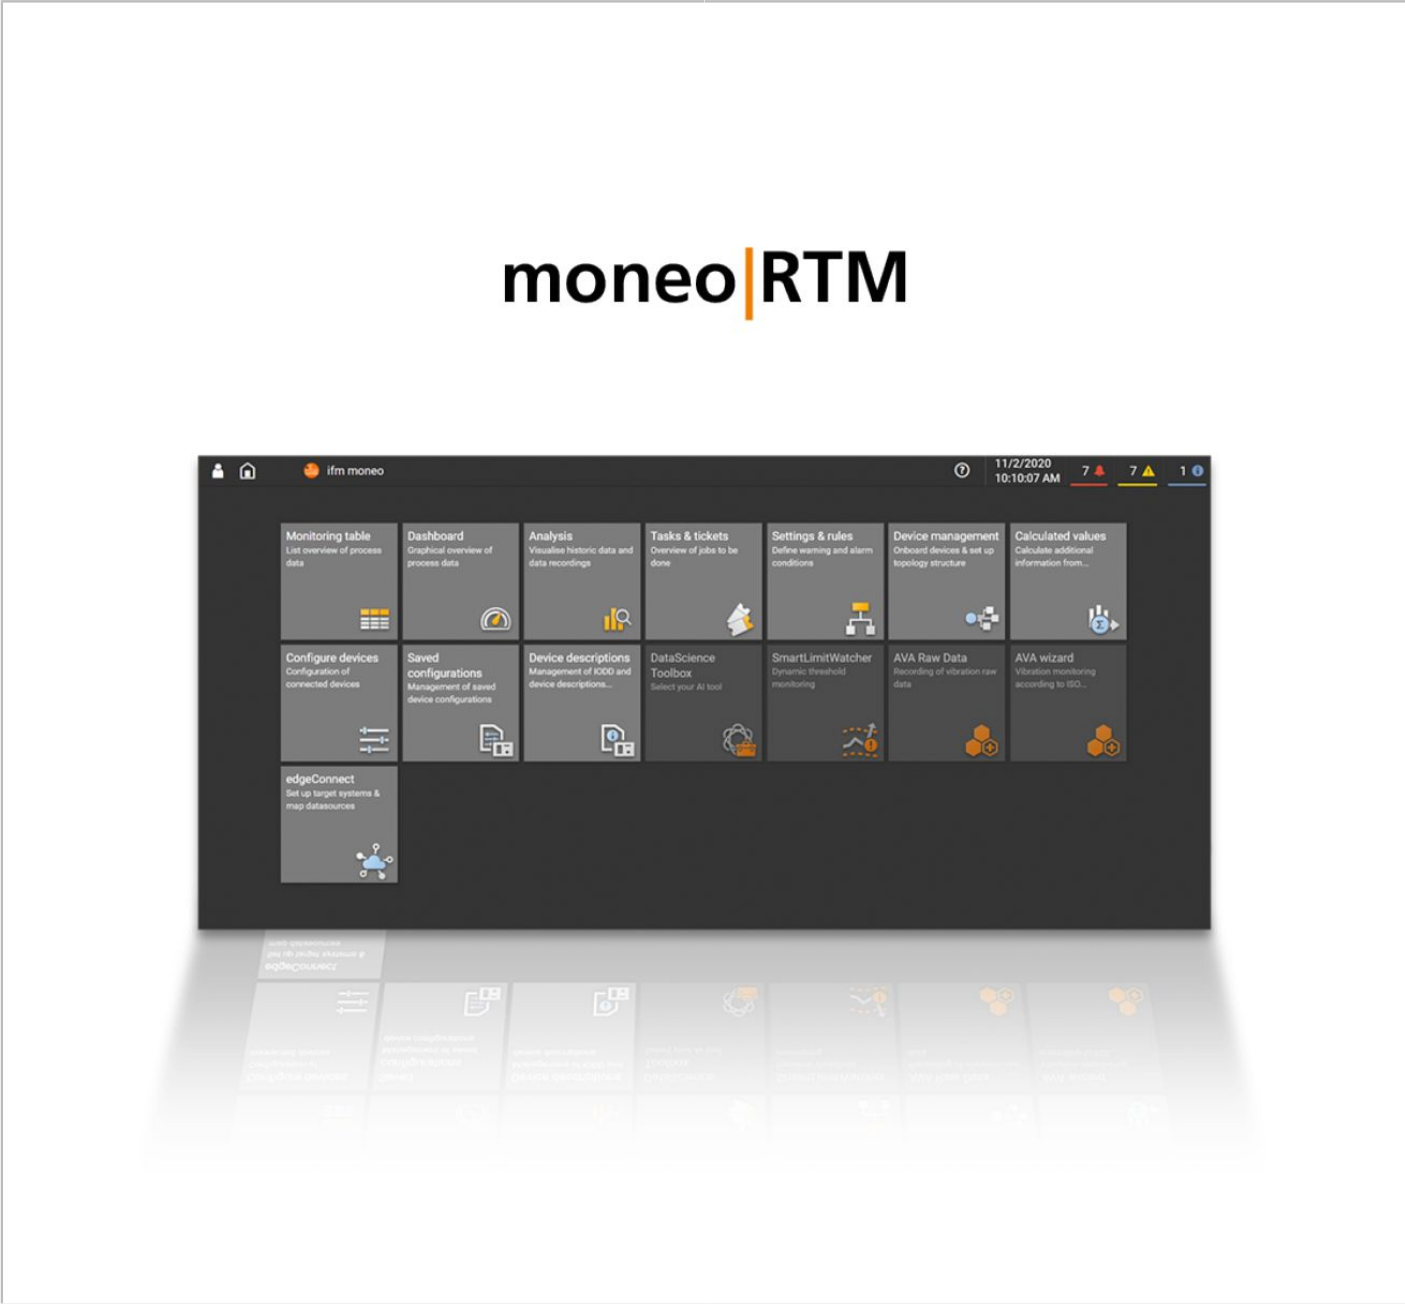 moneo|RTM
ifm moneo
11/2/2020
10:10:07 AM
7
7
1
Monitoring table
List overview of process
data
Dashboard
Graphical overview of
process data
Analysis
Visualise historic data and
data recordings
Tasks & tickets
Overview of jobs to be
done
Settings & rules
Define warning and alarm
conditions
Device management
Onboard devices & set up
topology structure
Calculated values
Calculate additional
information from...
Configure devices
Configuration of
connected devices
Saved
configurations
Management of saved
device configurations
Device descriptions
Management of IODD and
device descriptions...
DataScience
Toolbox
Select your AI tool
SmartLimitWatcher
Dynamic threshold
monitoring
AVA Raw Data
Recording of vibration raw
data
AVA wizard
Vibration monitoring
according to ISO...
edgeConnect
Set up target systems &
map datasources